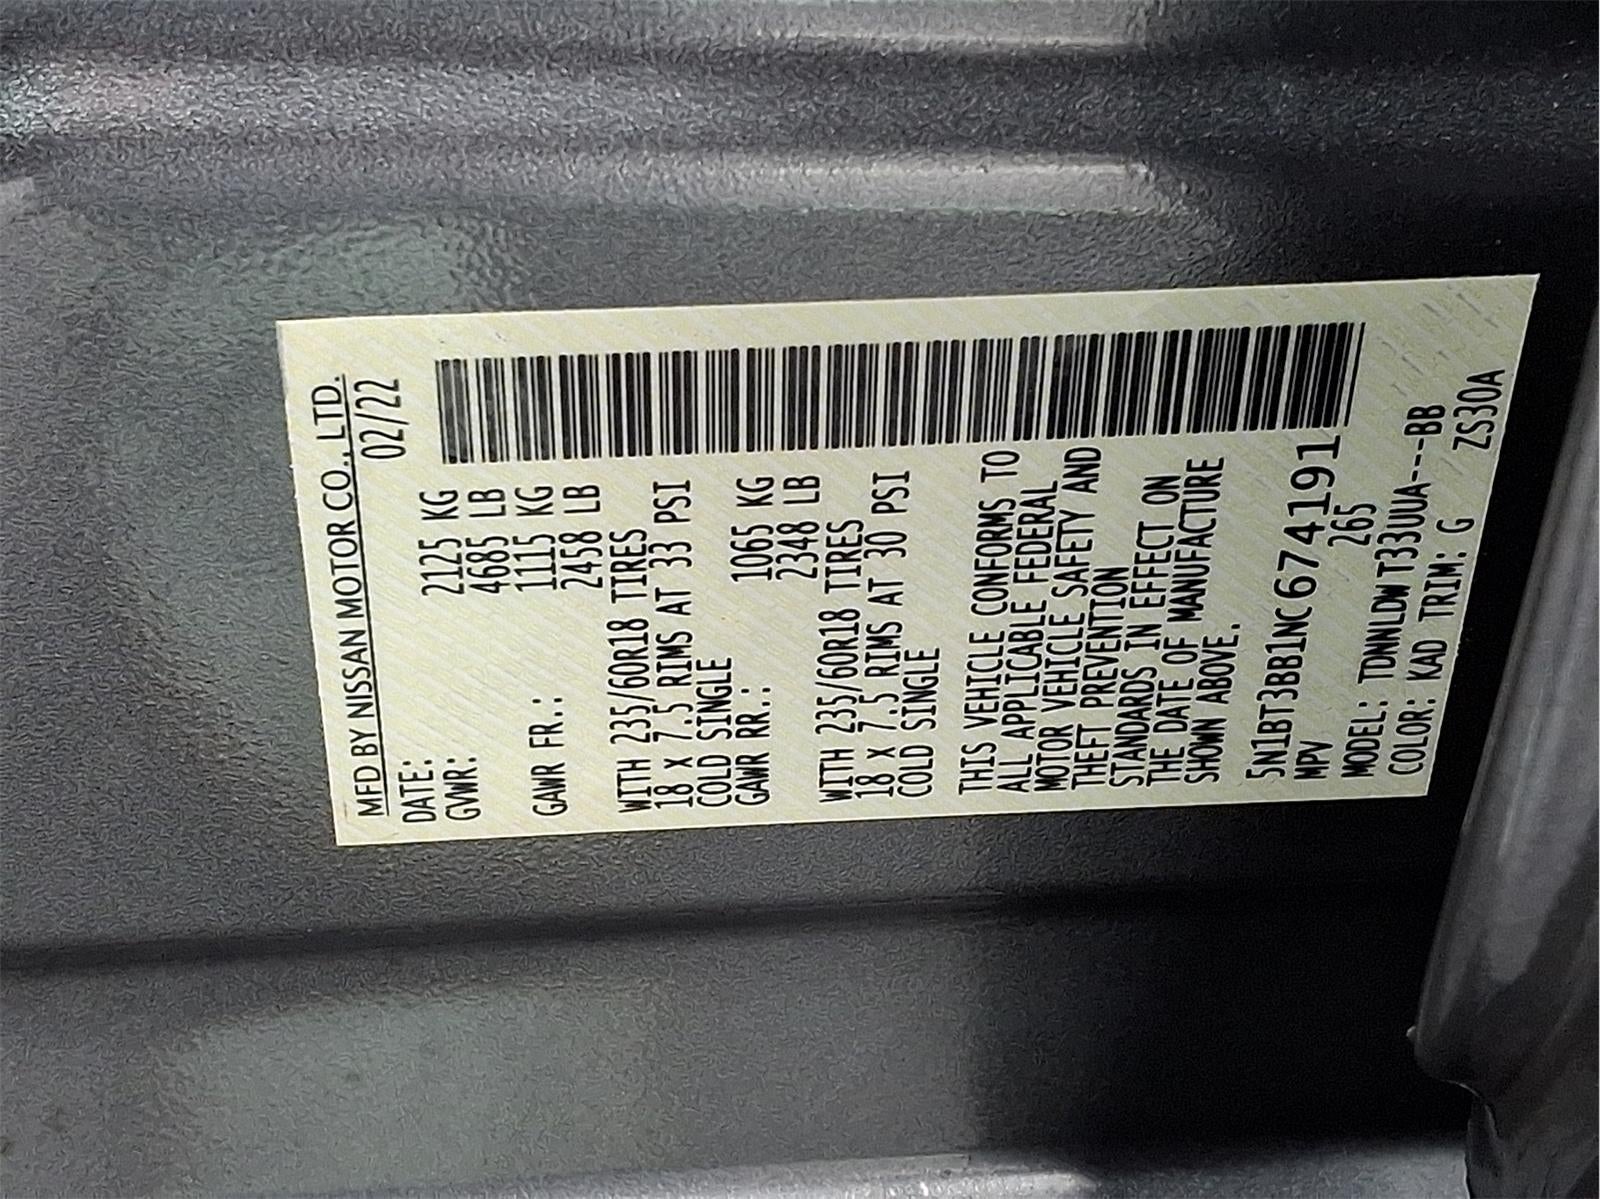 MFD BY NISSAN MOTOR CO., LTD.
DATE: 02/22
GVWR: 2125 KG
4685 LB
GAWR FR.: 1115 KG
2458 LB
WITH 235/60R18 TIRES
18 X 7.5 RIMS AT 33 PSI
COLD SINGLE
GAWR RR.: 1065 KG
2348 LB
WITH 235/60R18 TIRES
18 X 7.5 RIMS AT 30 PSI
COLD SINGLE
THIS VEHICLE CONFORMS TO
ALL APPLICABLE FEDERAL
MOTOR VEHICLE SAFETY AND
THEFT PREVENTION
STANDARDS IN EFFECT ON
THE DATE OF MANUFACTURE
SHOWN ABOVE.
5N1BT3BB1NC674191
MPV 265
MODEL: TDNNLDWT33UUA---BB
COLOR: KAD TRIM: G ZS30A